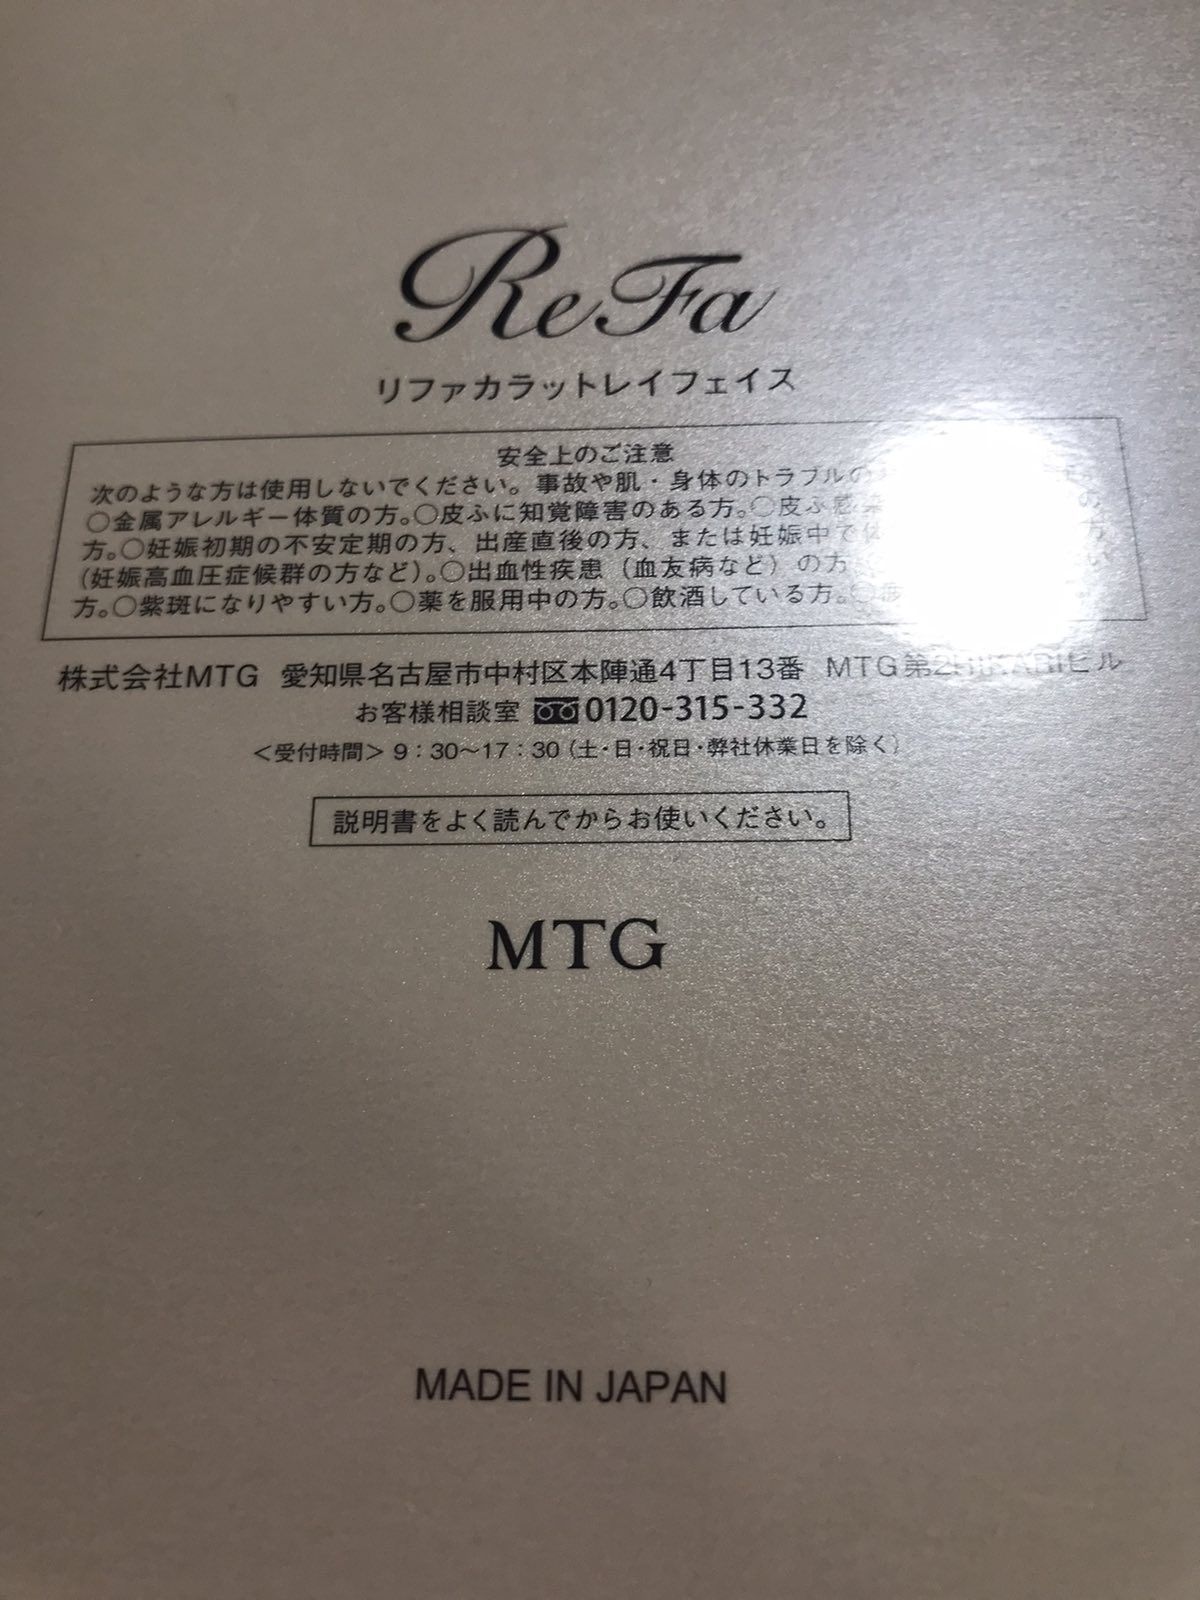 ReFa
リファカラットレイフェイス
安全上のご注意
次のような方は使用しないでください。事故や肌・身体のトラブルの
○金属アレルギー体質の方。○皮ふに知覚障害のある方。○皮ふ感
方。○妊娠初期の不安定期の方、出産直後の方、または妊娠中で体
(妊娠高血圧症候群の方など)。○出血性疾患(血友病など)の方
方。○紫斑になりやすい方。○薬を服用中の方。○飲酒している方。
株式会社MTG 愛知県名古屋市中村区本陣通4丁目13番 MTG第2HIKARIビル
お客様相談室 0120-315-332
<受付時間> 9:30〜17:30(土・日・祝日・弊社休業日を除く)
説明書をよく読んでからお使いください。
MTG
MADE IN JAPAN